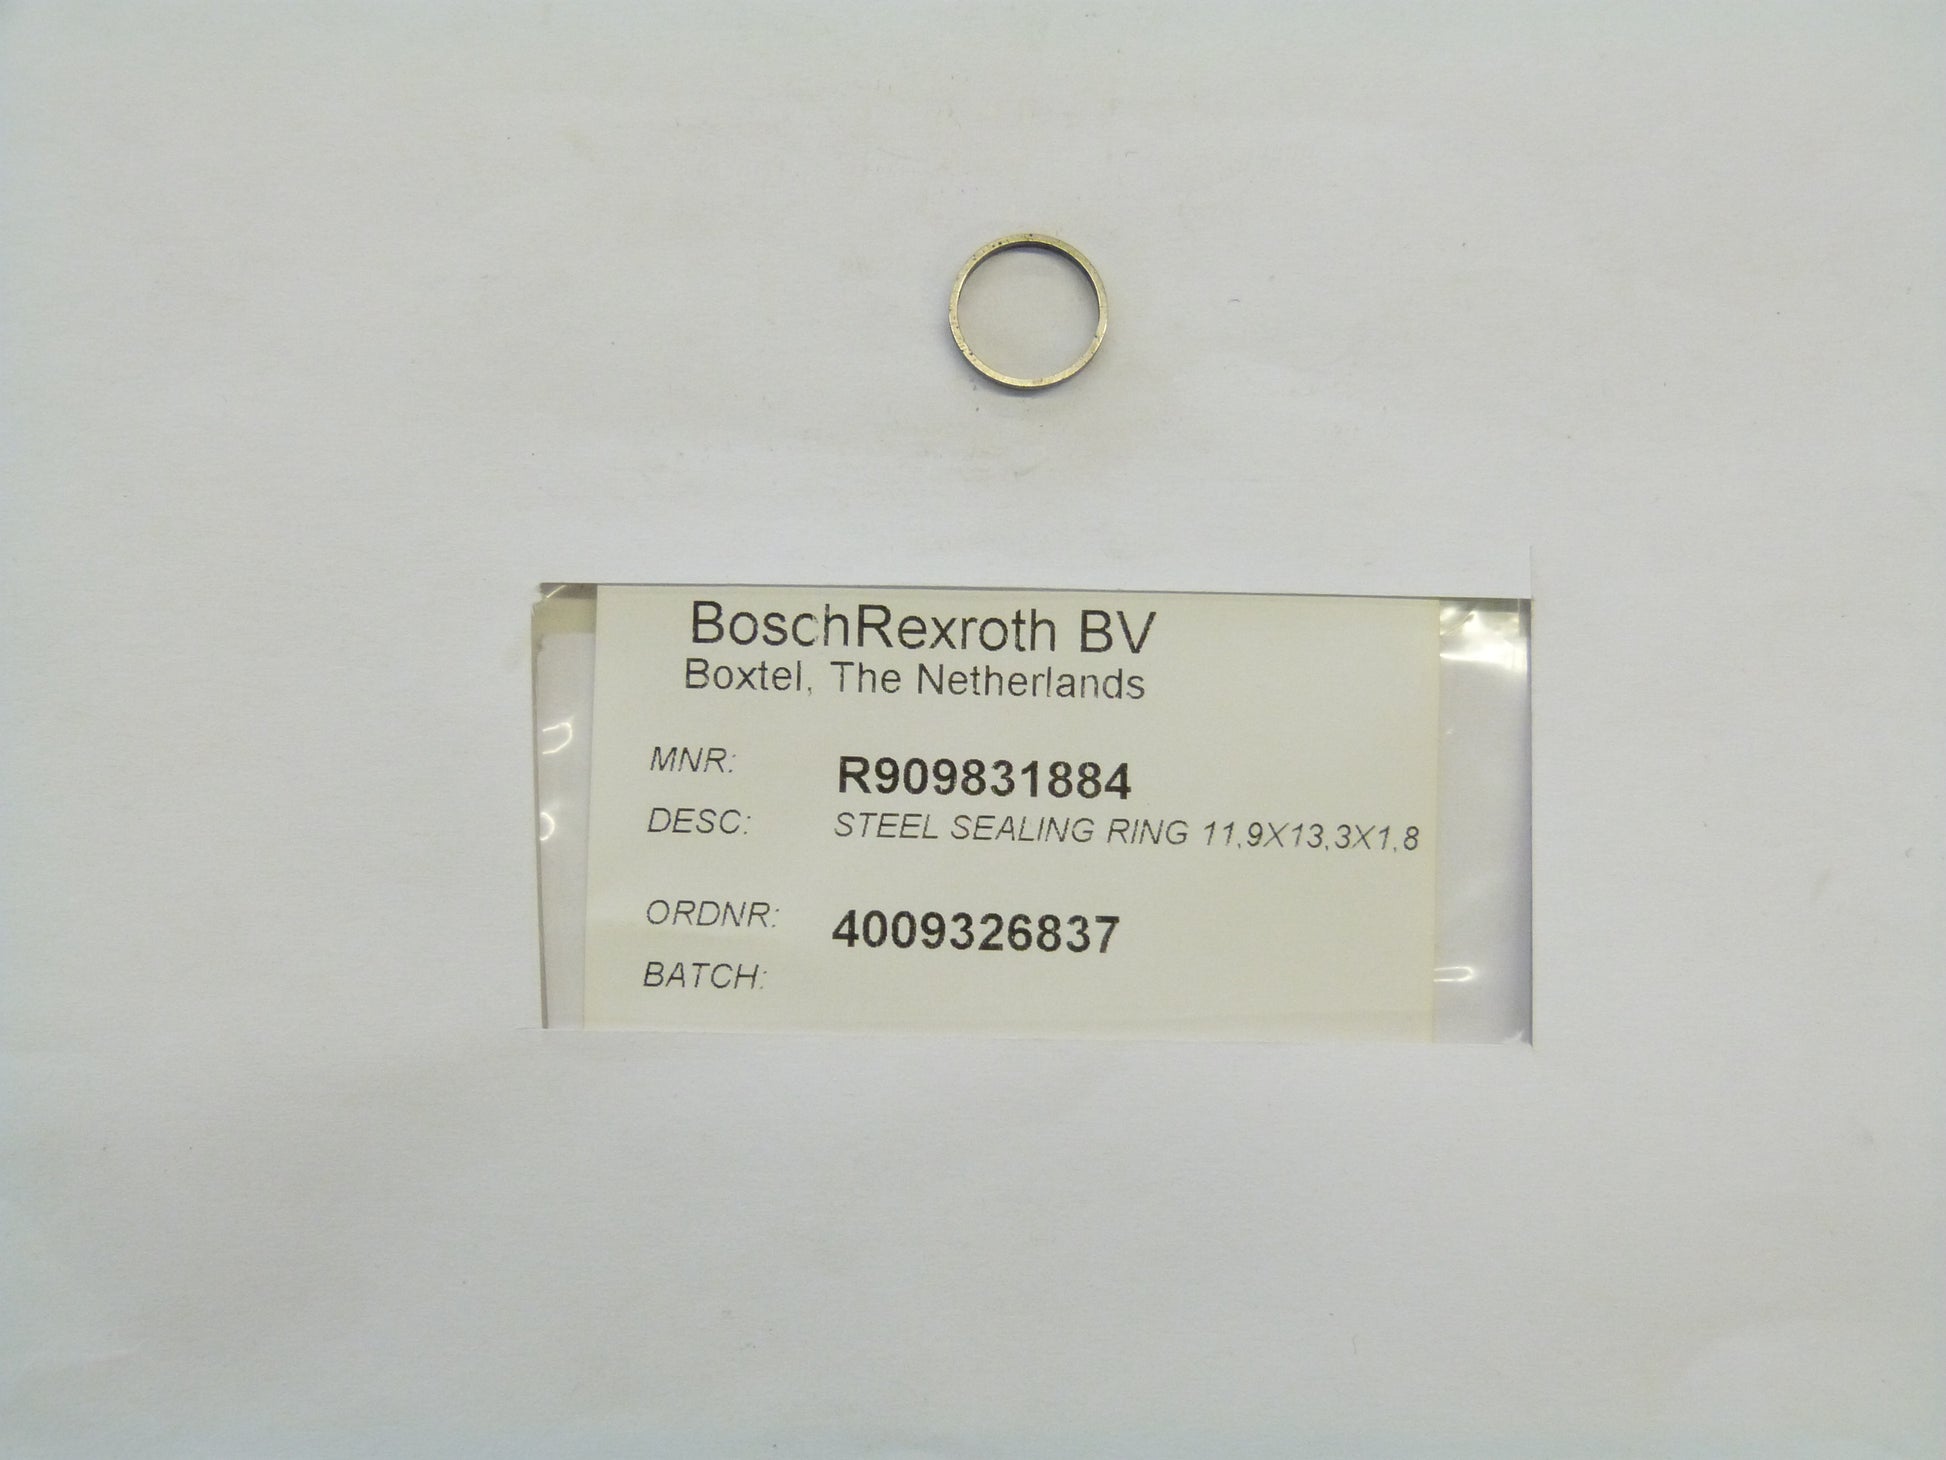 BoschRexroth BV
Boxtel, The Netherlands
MNR: R909831884
DESC: STEEL SEALING RING 11,9X13,3X1,8
ORDNR: 4009326837
BATCH: